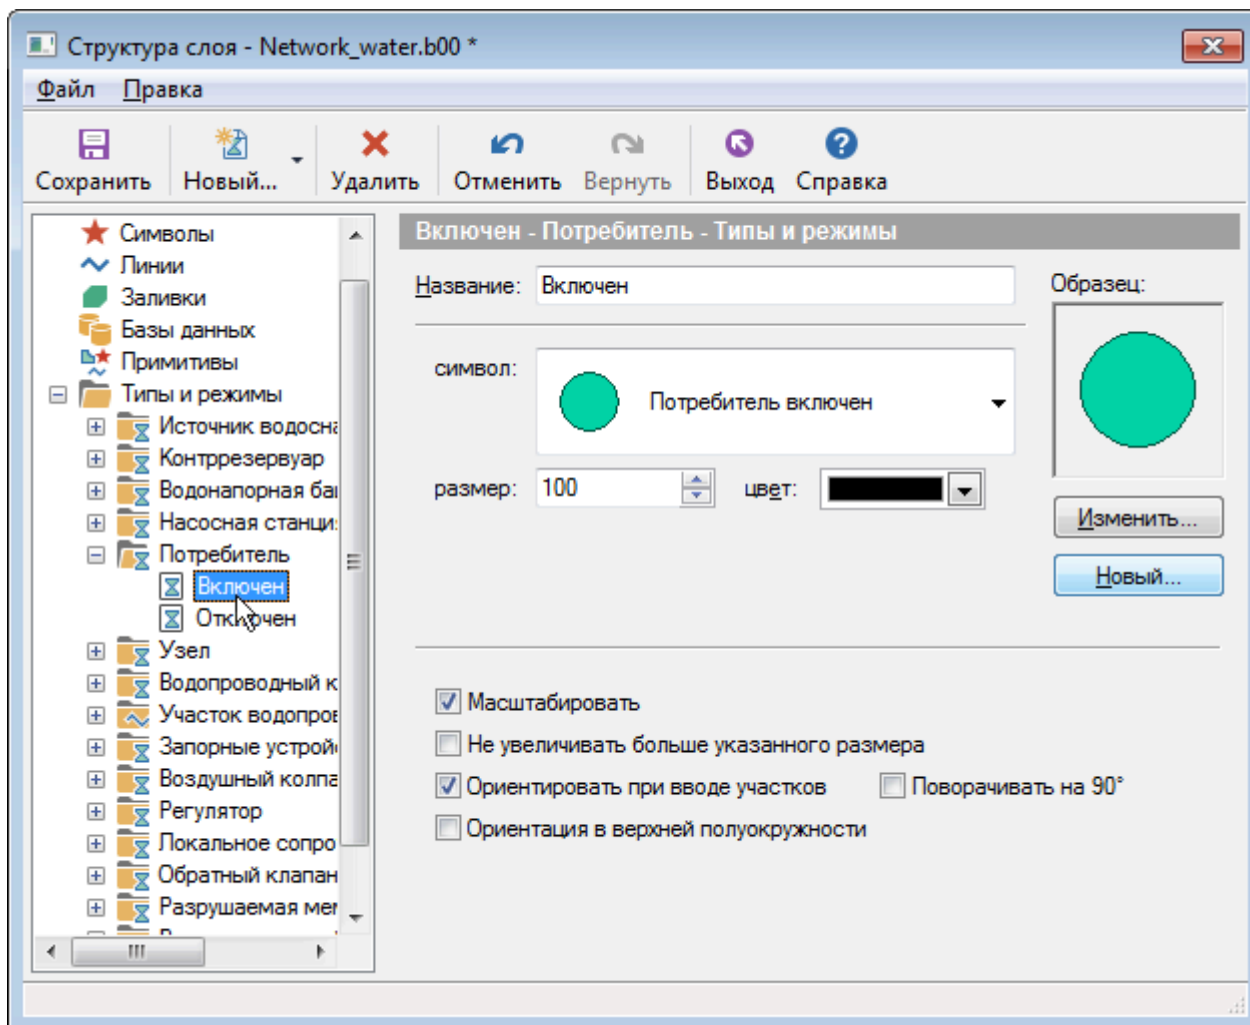 Структура слоя - Network_water.b00 *
Файл Правка
Сохранить Новый... Удалить Отменить Вернуть Выход Справка
Символы
Линии
Заливки
Базы данных
Примитивы
Типы и режимы
Источник водосна
Контррезервуар
Водонапорная ба
Насосная станци
Потребитель
Включен
Отключен
Узел
Водопроводный к
Участок водопров
Запорные устрой
Воздушный колпа
Регулятор
Локальное сопро
Обратный клапан
Разрушаемая ме
Включен - Потребитель - Типы и режимы
Название: Включен
Образец:
символ: Потребитель включен
размер: 100 цвет:
Изменить...
Новый...
Масштабировать
Не увеличивать больше указанного размера
Ориентировать при вводе участков Поворачивать на 90°
Ориентация в верхней полуокружности